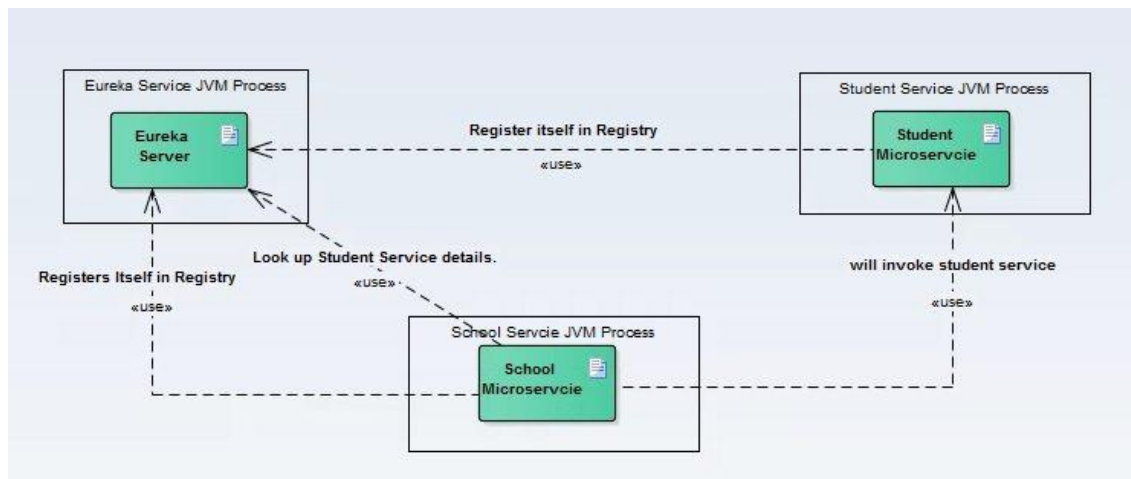 Eureka Service JVM Process
Eureka
Server
Register itself in Registry
«use»
Student Service JVM Process
Student
Microservcie
Look up Student Service details.
«use»
Registers Itself in Registry
«use»
will invoke student service
«use»
School Servcie JVM Process
School
Microservcie